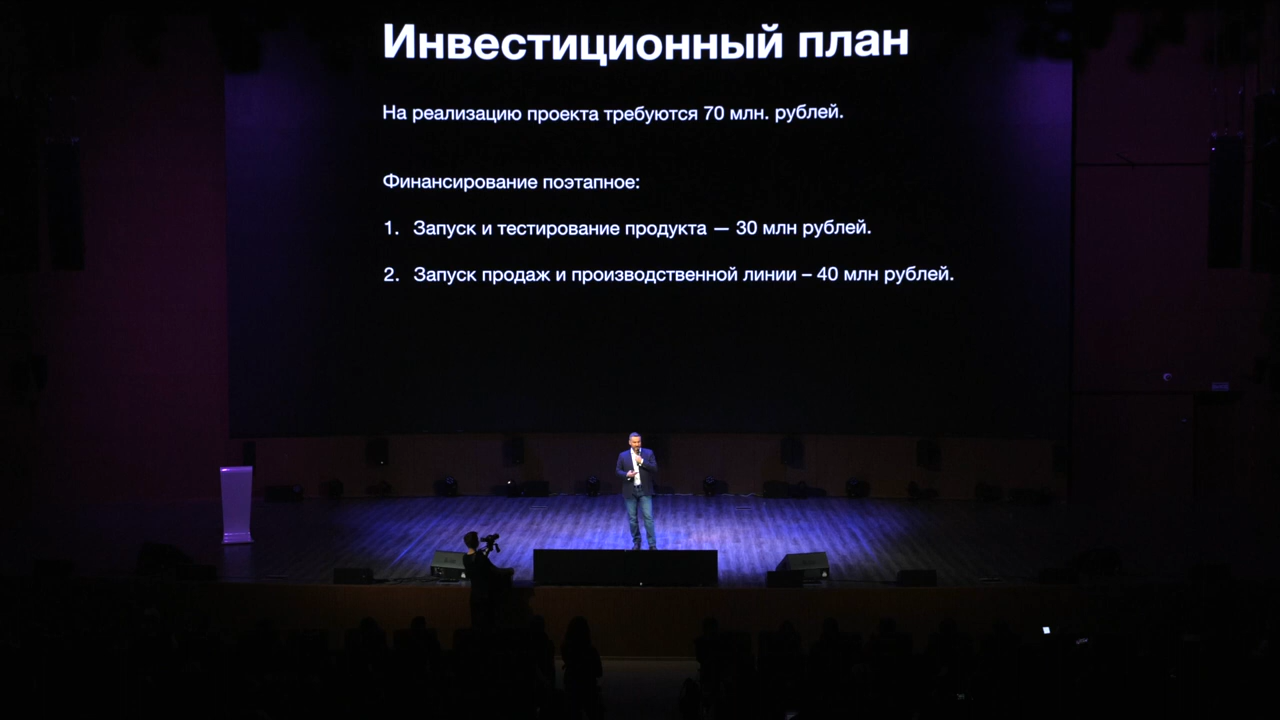 Инвестиционный план
На реализацию проекта требуются 70 млн. рублей.
Финансирование поэтапное:
1. Запуск и тестирование продукта — 30 млн рублей.
2. Запуск продаж и производственной линии – 40 млн рублей.